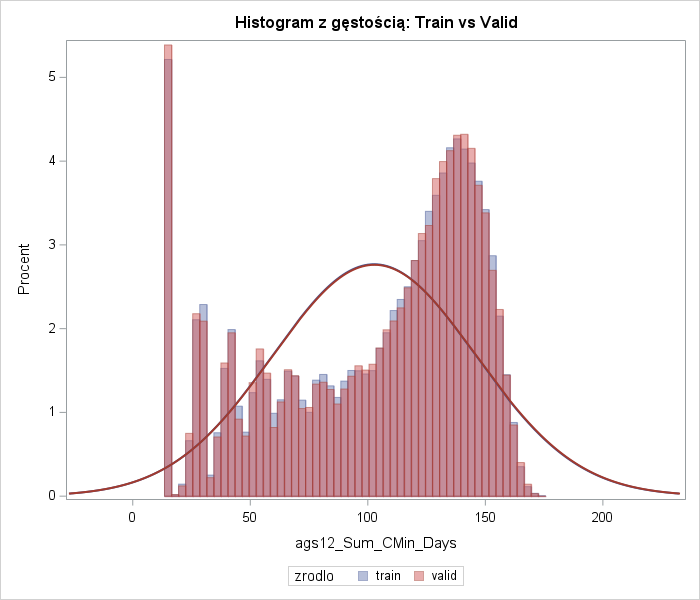 Histogram z gęstością: Train vs Valid
5
4
3
2
1
0
Procent
0 50 100 150 200
ags12_Sum_CMin_Days
zrodlo train valid